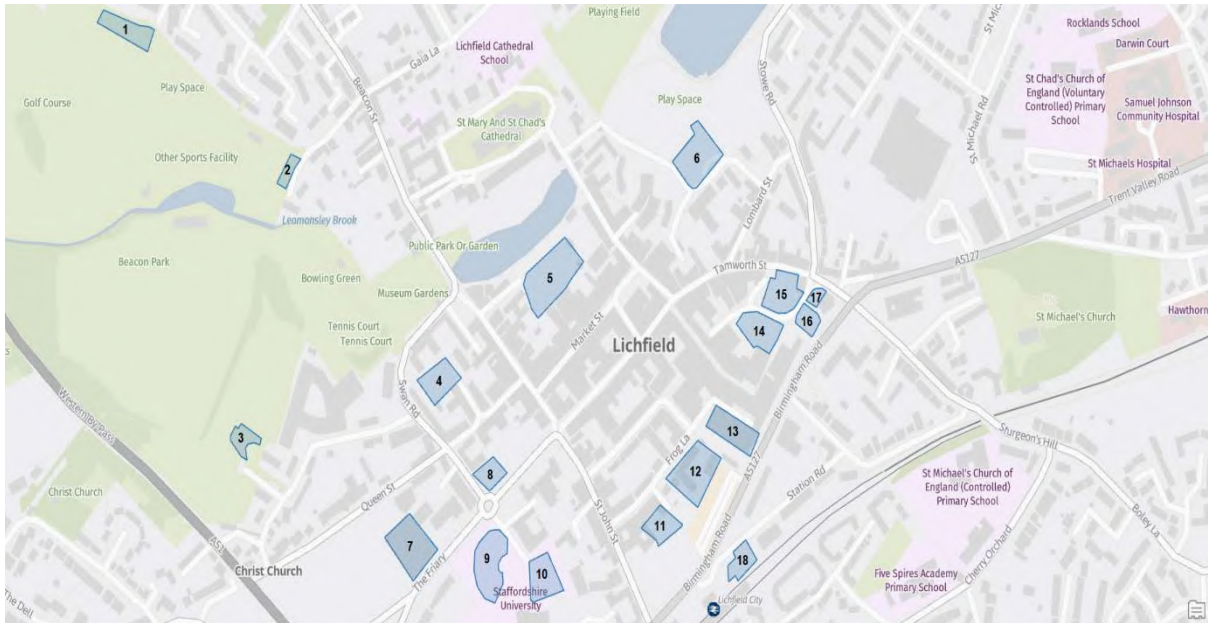 1
Playing Field
Rocklands School
Darwin Court
St Michael Rd
St Chad's Church of
England (Voluntary
Controlled) Primary
School
Samuel Johnson
Community Hospital
St Michaels Hospital
Trent Valley Road
Gaia La
Lichfield Cathedral
School
Beacon St
Stowe Rd
Play Space
Golf Course
Play Space
St Mary And St Chad's
Cathedral
Other Sports Facility
2
6
Lombard St
Leamonsley Brook
Beacon Park
Public Park Or Garden
Bowling Green
Museum Gardens
5
Tamworth St
A5127
15
17
16
14
St Michael's Church
Hawthorn
Tennis Court
Tennis Court
Market St
Lichfield
Birmingham Road
4
Swan Rd
Western By Pass
3
13
Frog La
12
A5127
Station Rd
Sturgeon's Hill
St Michael's Church of
England (Controlled)
Primary School
Boley La
8
Queen St
St John St
Christ Church
11
Birmingham Road
A51
7
The Friary
9
10
Staffordshire
University
18
Lichfield City
Cherry Orchard
Five Spires Academy
Primary School
Christ Church
The Dell